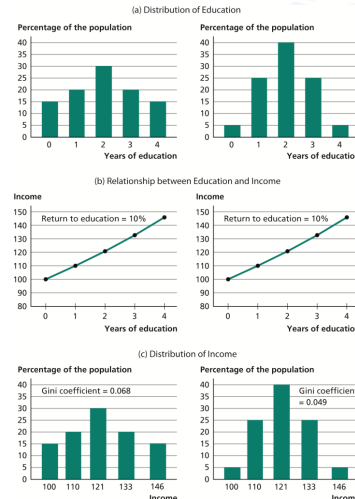 (a) Distribution of Education
Percentage of the population
40
35
30
25
20
15
10
5
0
0 1 2 3 4
Years of education
Percentage of the population
40
35
30
25
20
15
10
5
0
0 1 2 3 4
Years of educatio
(b) Relationship between Education and Income
Income
150
140
130
120
110
100
90
80
Return to education = 10%
0 1 2 3 4
Years of education
Income
150
140
130
120
110
100
90
80
Return to education = 10%
0 1 2 3 4
Years of educatio
(c) Distribution of Income
Percentage of the population
40
35
30
25
20
15
10
5
0
Gini coefficient = 0.068
100 110 121 133 146
Income
Percentage of the population
40
35
30
25
20
15
10
5
0
Gini coefficien
= 0.049
100 110 121 133 146
Income